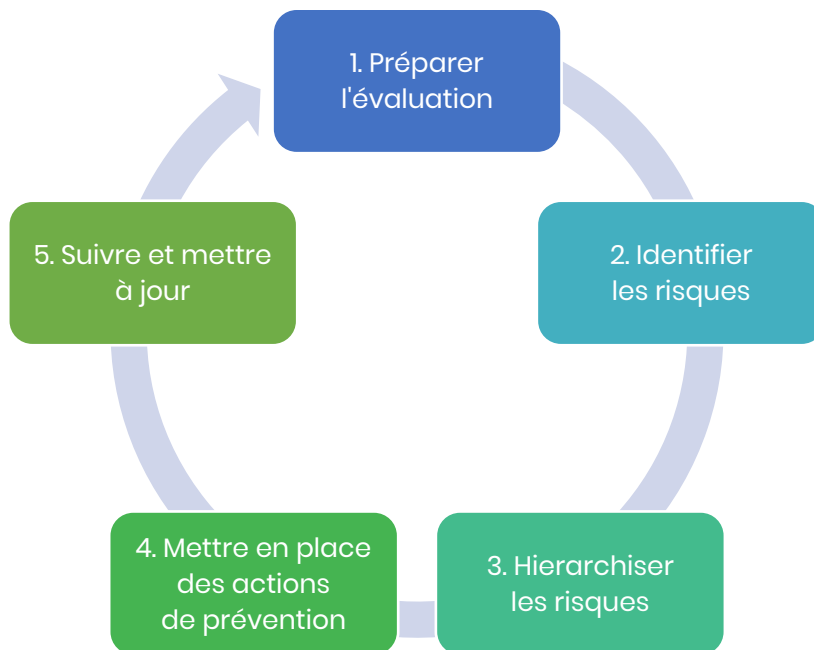 1. Préparer
l'évaluation
2. Identifier
les risques
3. Hierarchiser
les risques
4. Mettre en place
des actions
de prévention
5. Suivre et mettre
à jour